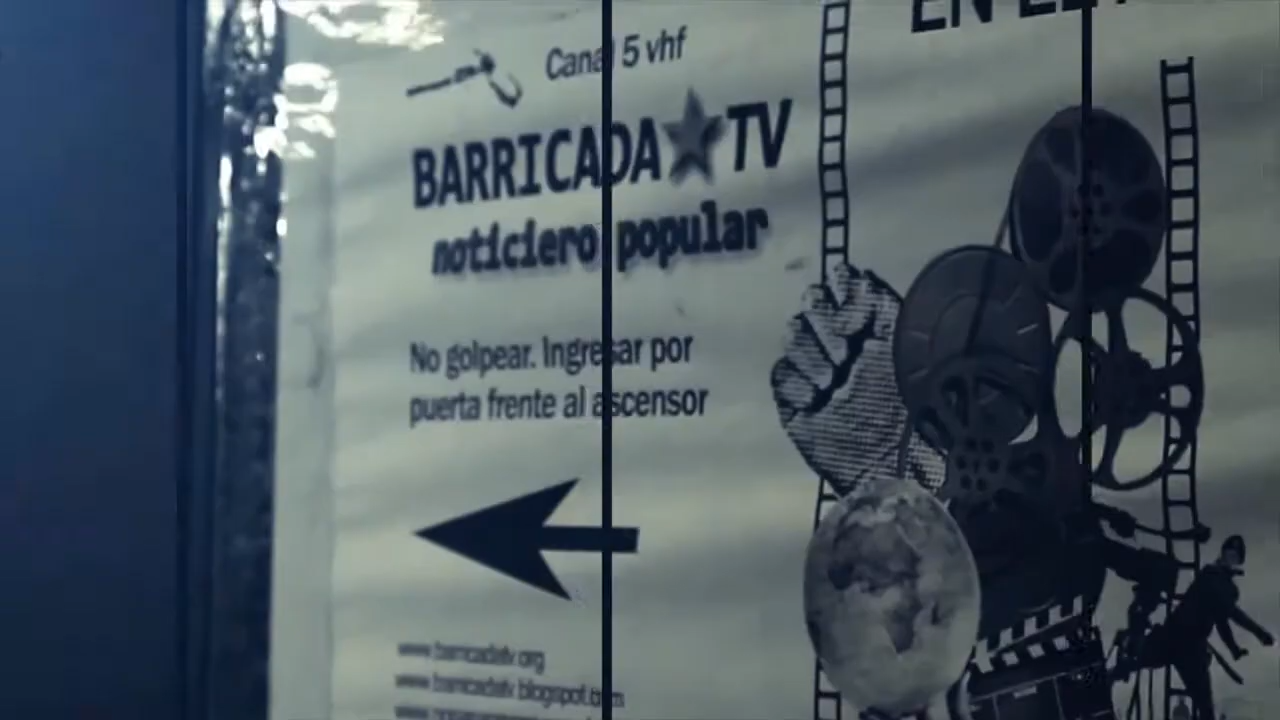 Canal 5 vhf
BARRICADA★TV
noticiero popular
No golpear. Ingresar por
puerta frente al ascensor
www.barricadatv.org
www.barricadatv.blogspot.com